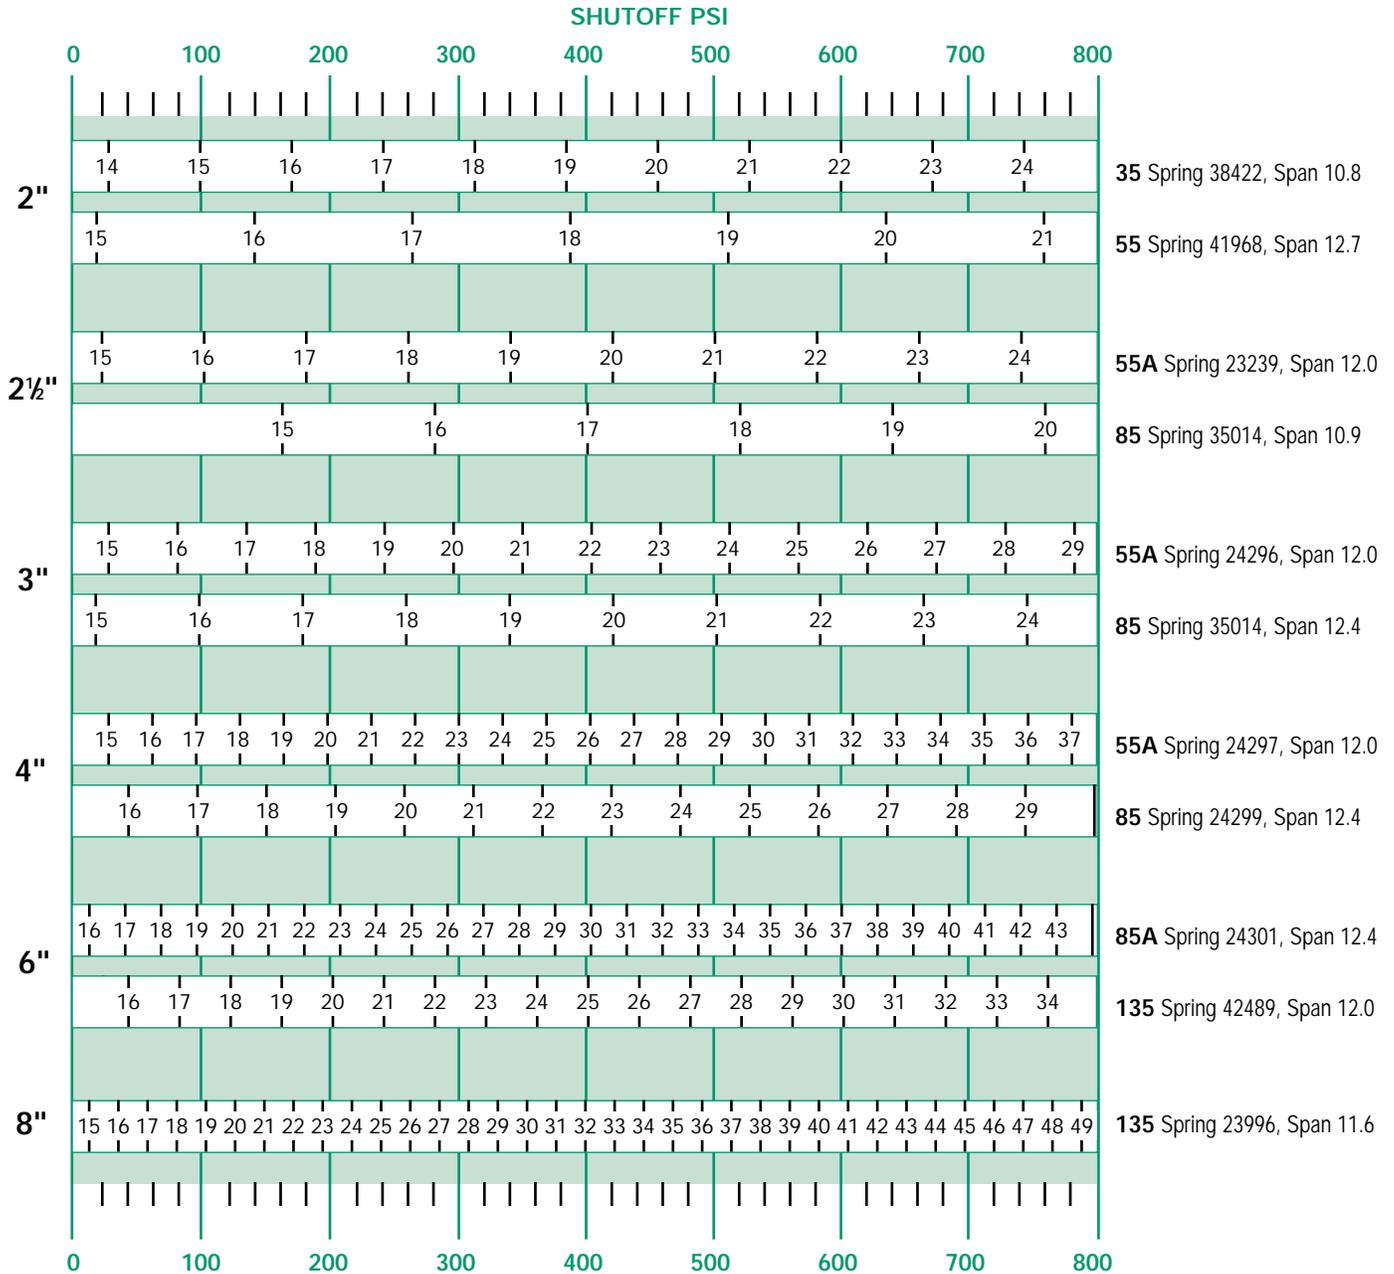 SHUTOFF PSI
0 100 200 300 400 500 600 700 800
14 15 16 17 18 19 20 21 22 23 24
35 Spring 38422, Span 10.8
2"
15 16 17 18 19 20 21
55 Spring 41968, Span 12.7
15 16 17 18 19 20 21 22 23 24
55A Spring 23239, Span 12.0
2½"
15 16 17 18 19 20
85 Spring 35014, Span 10.9
15 16 17 18 19 20 21 22 23 24 25 26 27 28 29
55A Spring 24296, Span 12.0
3"
15 16 17 18 19 20 21 22 23 24
85 Spring 35014, Span 12.4
15 16 17 18 19 20 21 22 23 24 25 26 27 28 29 30 31 32 33 34 35 36 37
55A Spring 24297, Span 12.0
4"
16 17 18 19 20 21 22 23 24 25 26 27 28 29
85 Spring 24299, Span 12.4
16 17 18 19 20 21 22 23 24 25 26 27 28 29 30 31 32 33 34 35 36 37 38 39 40 41 42 43
85A Spring 24301, Span 12.4
6"
16 17 18 19 20 21 22 23 24 25 26 27 28 29 30 31 32 33 34
135 Spring 42489, Span 12.0
8"
15 16 17 18 19 20 21 22 23 24 25 26 27 28 29 30 31 32 33 34 35 36 37 38 39 40 41 42 43 44 45 46 47 48 49
135 Spring 23996, Span 11.6
0 100 200 300 400 500 600 700 800